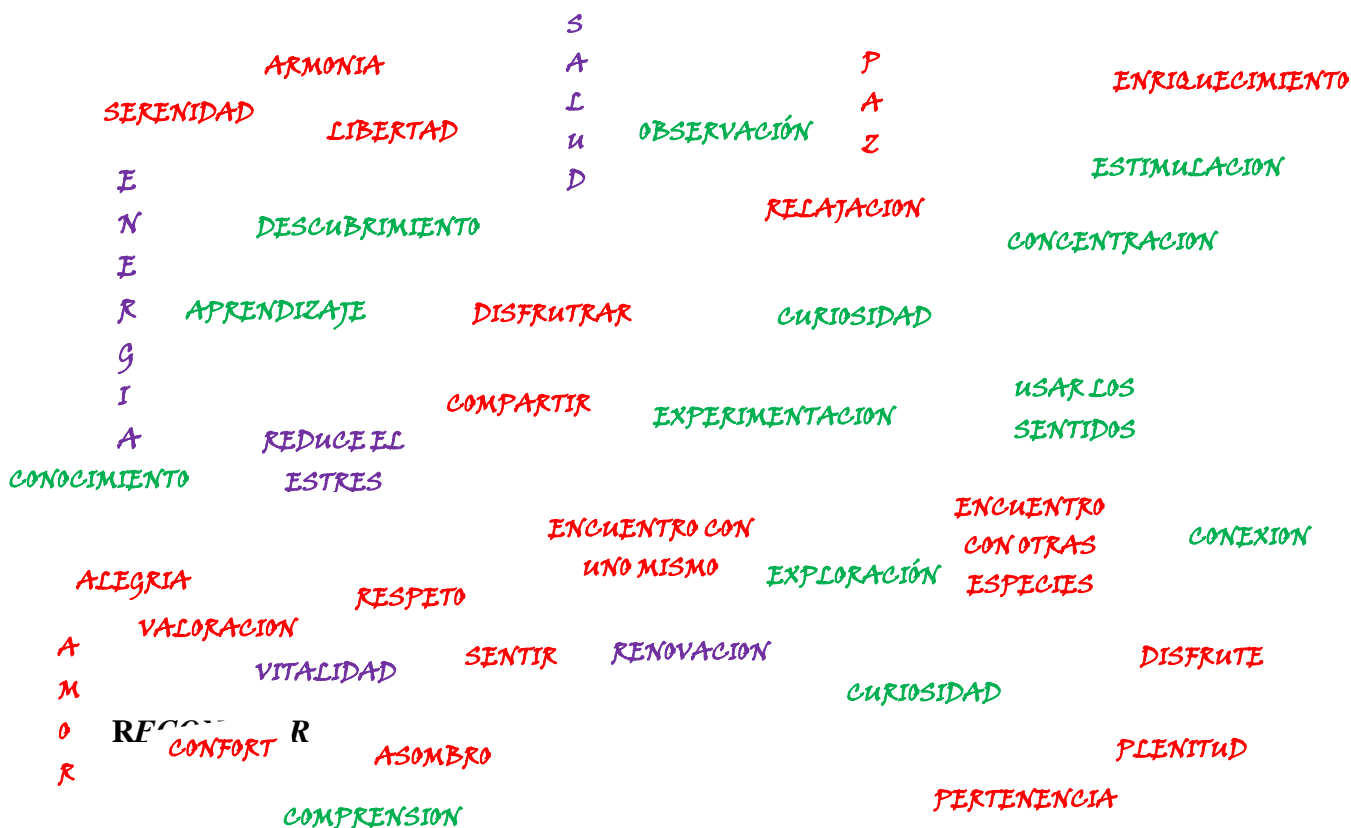 SALUD
ARMONIA
PAZ
ENRIQUECIMIENTO
SERENIDAD
LIBERTAD
OBSERVACIÓN
ESTIMULACION
ENERGIA
RELAJACION
DESCUBRIMIENTO
CONCENTRACION
APRENDIZAJE
DISFRUTRAR
CURIOSIDAD
COMPARTIR
EXPERIMENTACION
USAR LOS
SENTIDOS
REDUCE EL
ESTRES
CONOCIMIENTO
ENCUENTRO CON
UNO MISMO
ENCUENTRO
CON OTRAS
ESPECIES
CONEXION
EXPLORACIÓN
ALEGRIA
RESPETO
VALORACION
AMOR
VITALIDAD
SENTIR
RENOVACION
DISFRUTE
CURIOSIDAD
CONFORT
ASOMBRO
PLENITUD
PERTENENCIA
COMPRENSION